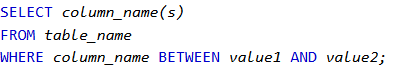 SELECT column_name(s)
FROM table_name
WHERE column_name BETWEEN value1 AND value2;